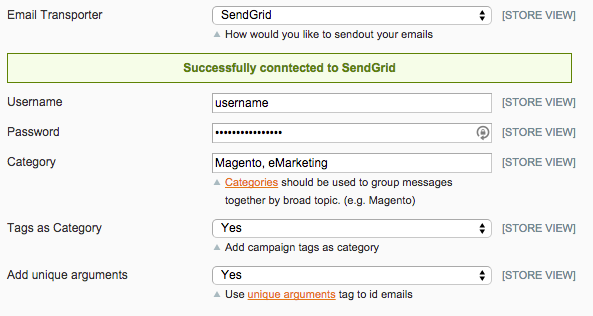 Email Transporter SendGrid [STORE VIEW]
How would you like to sendout your emails
Successfully conntected to SendGrid
Username username [STORE VIEW]
Password •••••••••••••••• [STORE VIEW]
Category Magento, eMarketing [STORE VIEW]
Categories should be used to group messages
together by broad topic. (e.g. Magento)
Tags as Category Yes [STORE VIEW]
Add campaign tags as category
Add unique arguments Yes [STORE VIEW]
Use unique arguments tag to id emails